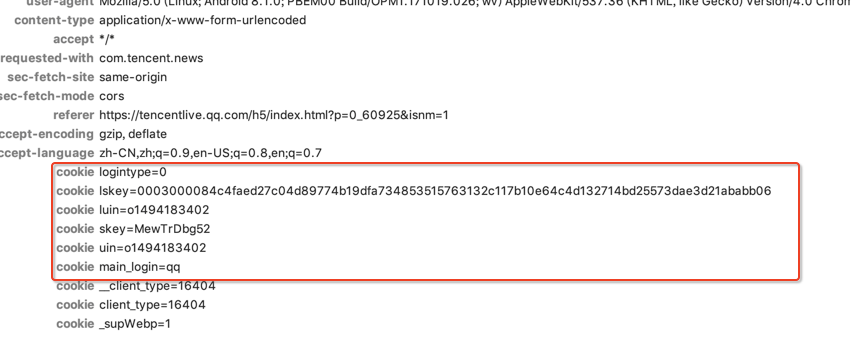 user-agent Mozilla/5.0 (Linux; Android 8.1.0; PBEM00 Build/OPM1.171019.026; wv) AppleWebKit/537.36 (KHTML, like Gecko) Version/4.0 Chrom
content-type application/x-www-form-urlencoded
accept */*
requested-with com.tencent.news
sec-fetch-site same-origin
sec-fetch-mode cors
referer https://tencentlive.qq.com/h5/index.html?p=0_60925&isnm=1
ccept-encoding gzip, deflate
ccept-language zh-CN,zh;q=0.9,en-US;q=0.8,en;q=0.7
cookie logintype=0
cookie lskey=0003000084c4faed27c04d89774b19dfa734853515763132c117b10e64c4d132714bd25573dae3d21ababb06
cookie luin=o1494183402
cookie skey=MewTrDbg52
cookie uin=o1494183402
cookie main_login=qq
cookie __client_type=16404
cookie client_type=16404
cookie _supWebp=1